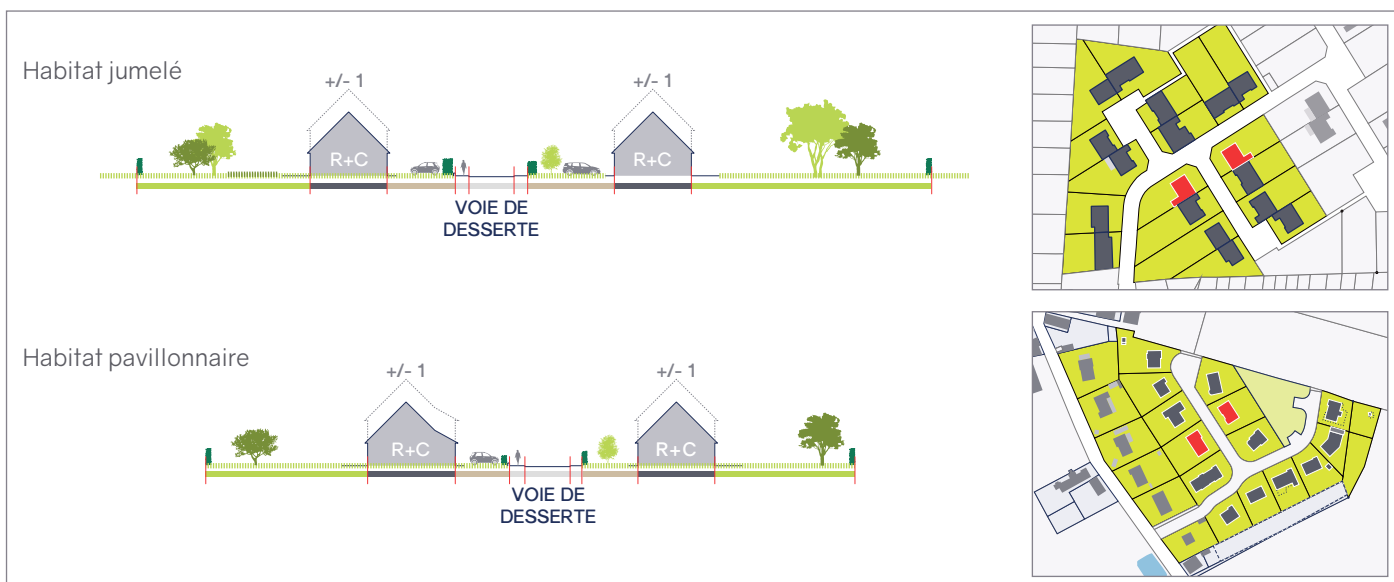 Habitat jumelé
+/- 1
+/- 1
R+C
R+C
VOIE DE
DESSERTE
Habitat pavillonnaire
+/- 1
+/- 1
R+C
R+C
VOIE DE
DESSERTE